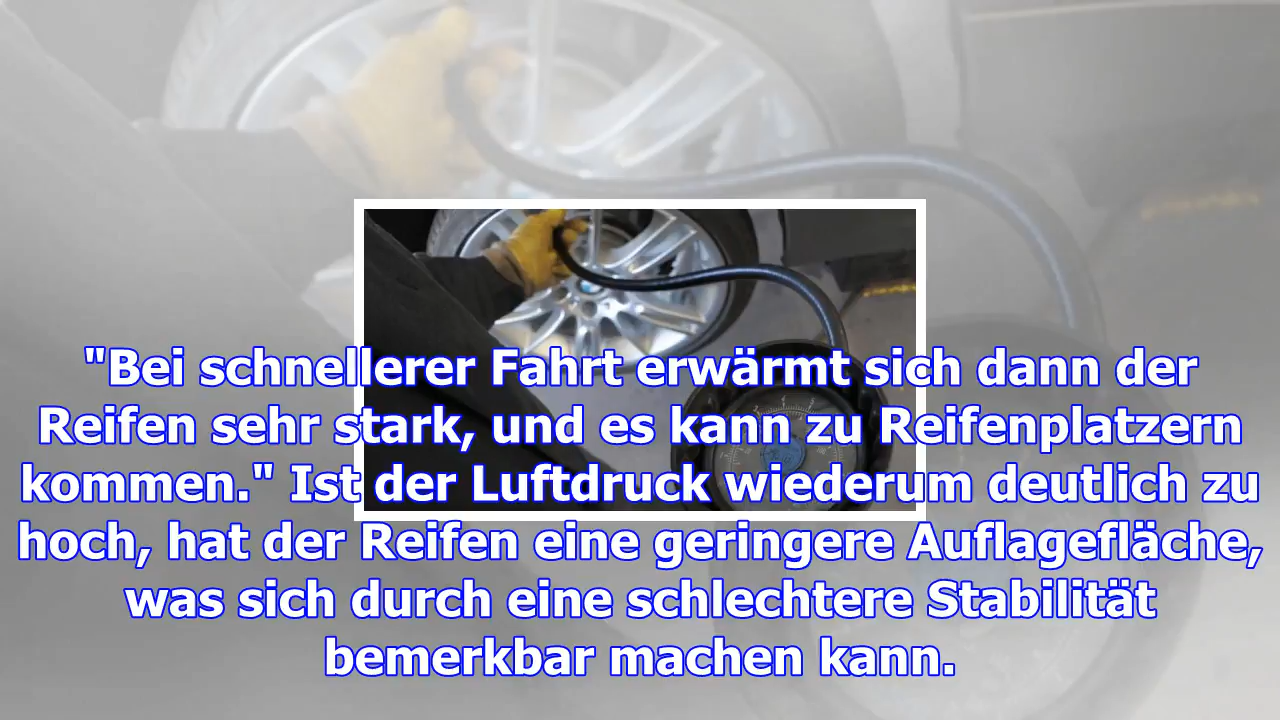 "Bei schnellerer Fahrt erwärmt sich dann der
Reifen sehr stark, und es kann zu Reifenplatzern
kommen." Ist der Luftdruck wiederum deutlich zu
hoch, hat der Reifen eine geringere Auflagefläche,
was sich durch eine schlechtere Stabilität
bemerkbar machen kann.